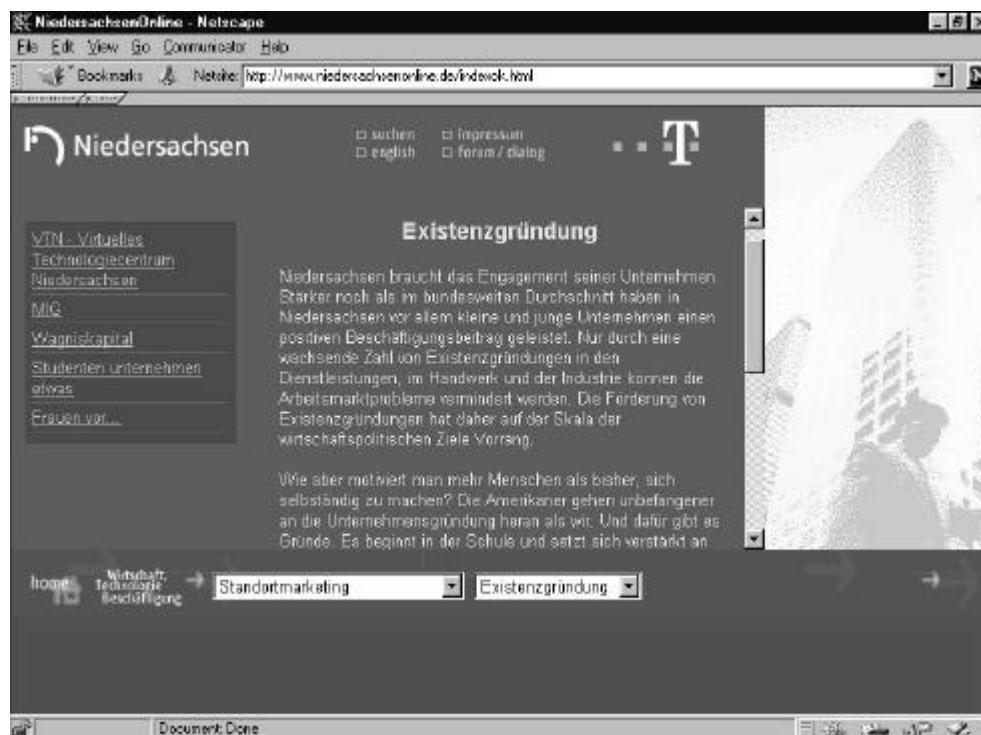 NiedersachsenOnline - Netscape
File Edit View Go Communicator Help
Bookmarks Netsite: http://www.niedersachsenonline.de/indexok.html
Niedersachsen
suchen impressum
english forum / dialog
T
Existenzgründung
VTN - Virtuelles
Technologiecentrum
Niedersachsen
MIG
Wagniskapital
Studenten unternehmen
etwas
Frauen vor...
Niedersachsen braucht das Engagement seiner Unternehmen
Stärker noch als im bundesweiten Durchschnitt haben in
Niedersachsen vor allem kleine und junge Unternehmen einen
positiven Beschäftigungsbeitrag geleistet. Nur durch eine
wachsende Zahl von Existenzgründungen in den
Dienstleistungen, im Handwerk und der Industrie können die
Arbeitsmarktprobleme vermindert werden. Die Förderung von
Existenzgründungen hat daher auf der Skala der
wirtschaftspolitischen Ziele Vorrang.
Wie aber motiviert man mehr Menschen als bisher, sich
selbständig zu machen? Die Amerikaner gehen unbefangener
an die Unternehmensgründung heran als wir. Und dafür gibt es
Gründe. Es beginnt in der Schule und setzt sich verstärkt an
home
Wirtschaft,
Technologie
Beschäftigung
Standortmarketing
Existenzgründung
Document: Done